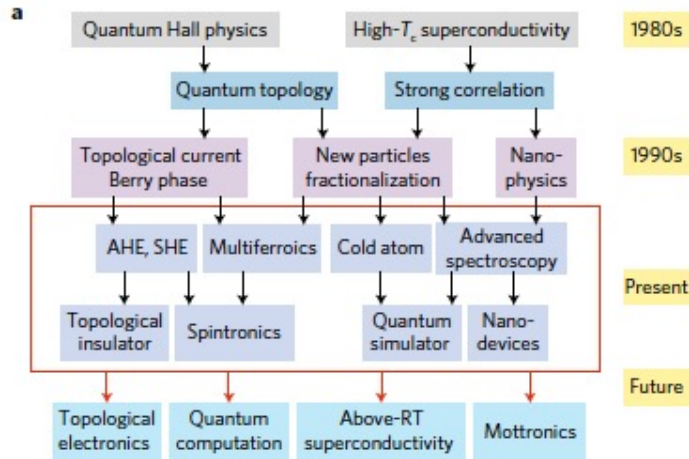 a
Quantum Hall physics
High-Tc superconductivity
1980s
Quantum topology
Strong correlation
Topological current
Berry phase
New particles
fractionalization
Nano-
physics
1990s
AHE, SHE
Multiferroics
Cold atom
Advanced
spectroscopy
Present
Topological
insulator
Spintronics
Quantum
simulator
Nano-
devices
Future
Topological
electronics
Quantum
computation
Above-RT
superconductivity
Mottronics